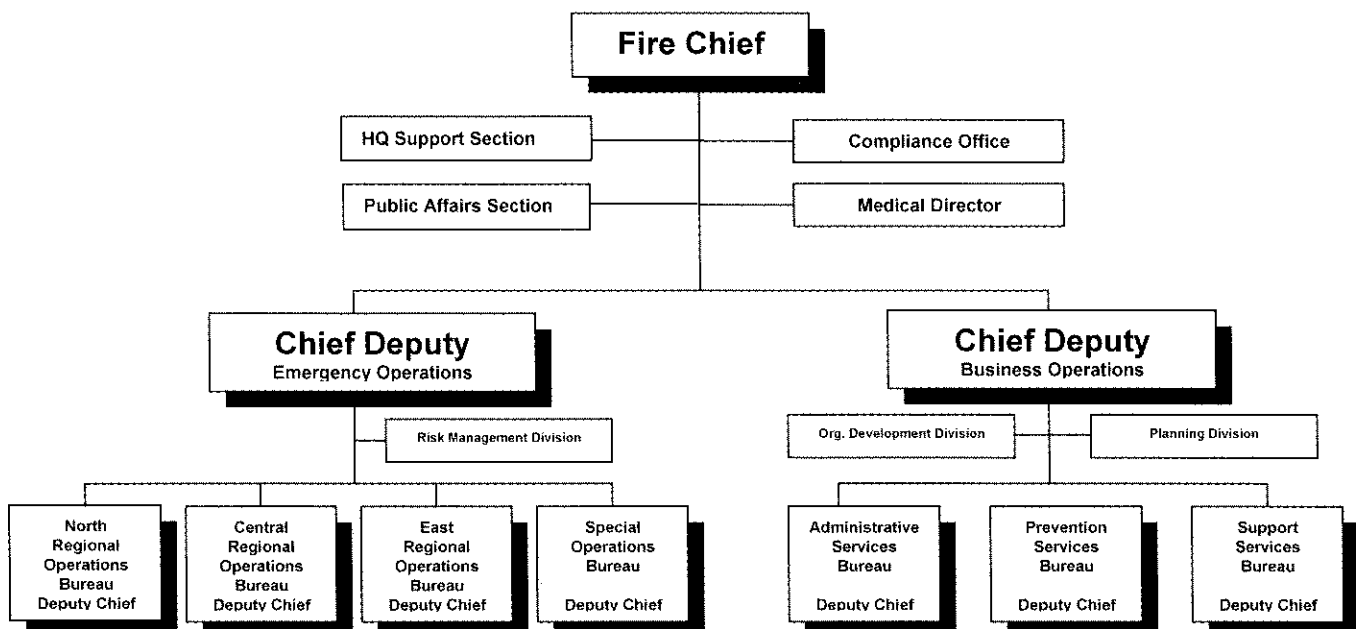 Fire Chief
HQ Support Section
Compliance Office
Public Affairs Section
Medical Director
Chief Deputy
Emergency Operations
Chief Deputy
Business Operations
Risk Management Division
Org. Development Division
Planning Division
North
Regional
Operations
Bureau
Deputy Chief
Central
Regional
Operations
Bureau
Deputy Chief
East
Regional
Operations
Bureau
Deputy Chief
Special
Operations
Bureau
Deputy Chief
Administrative
Services
Bureau
Deputy Chief
Prevention
Services
Bureau
Deputy Chief
Support
Services
Bureau
Deputy Chief